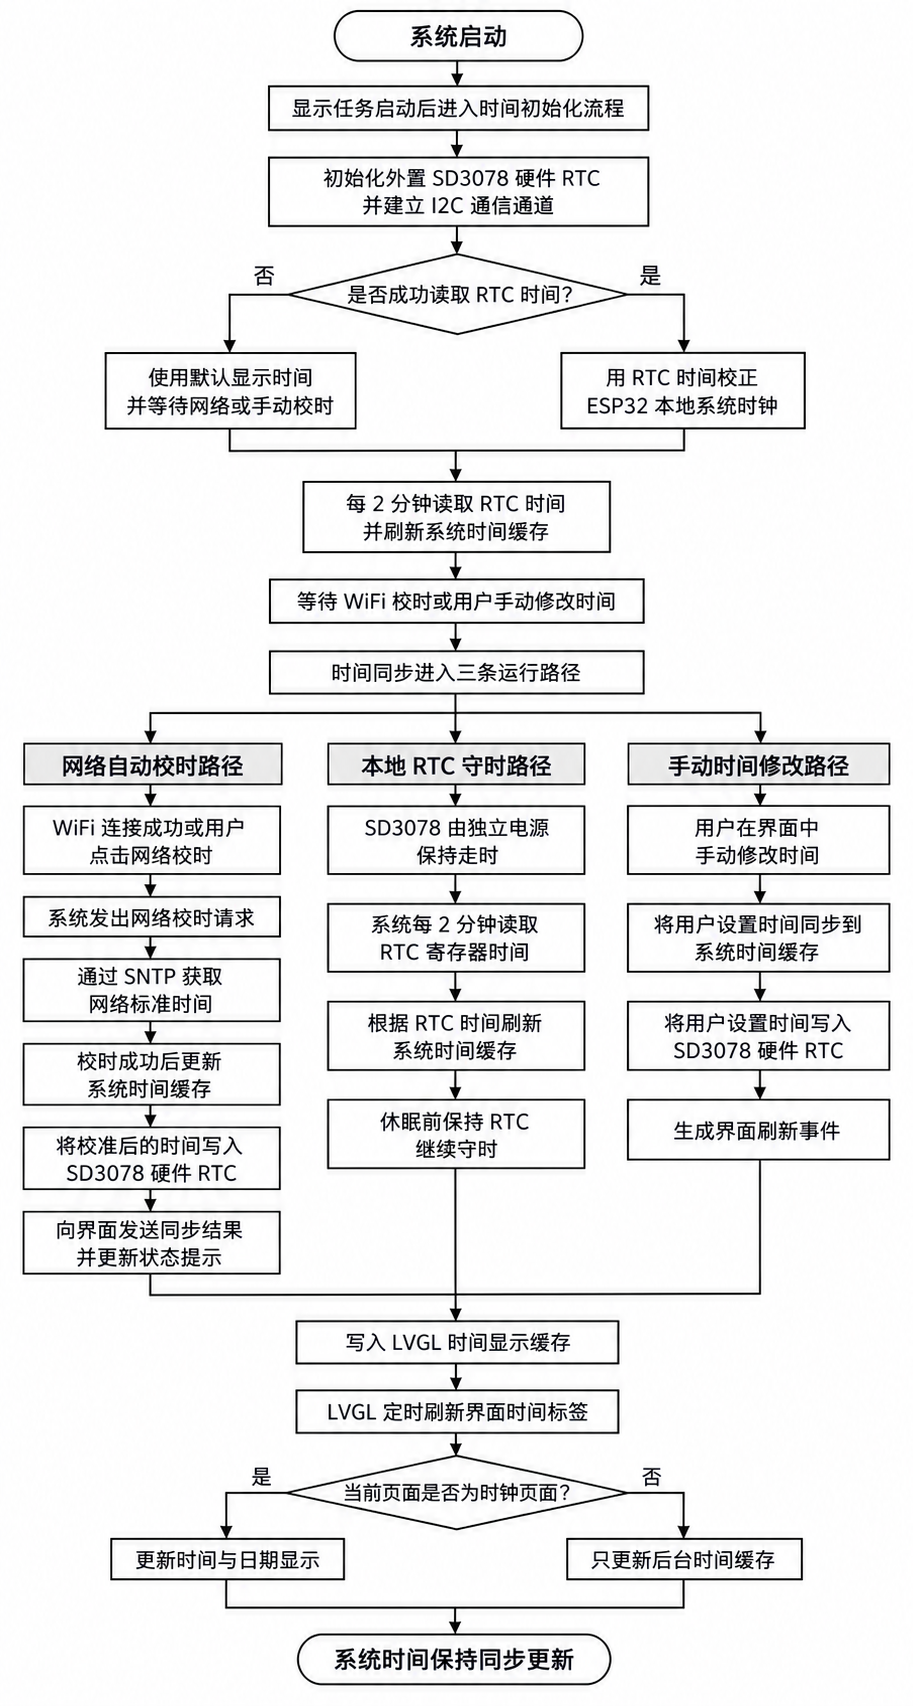 系统启动
显示任务启动后进入时间初始化流程
初始化外置 SD3078 硬件 RTC
并建立 I2C 通信通道
是否成功读取 RTC 时间？
否
是
使用默认显示时间
并等待网络或手动校时
用 RTC 时间校正
ESP32 本地系统时钟
每 2 分钟读取 RTC 时间
并刷新系统时间缓存
等待 WiFi 校时或用户手动修改时间
时间同步进入三条运行路径
网络自动校时路径
WiFi 连接成功或用户
点击网络校时
系统发出网络校时请求
通过 SNTP 获取
网络标准时间
校时成功后更新
系统时间缓存
将校准后的时间写入
SD3078 硬件 RTC
向界面发送同步结果
并更新状态提示
本地 RTC 守时路径
SD3078 由独立电源
保持走时
系统每 2 分钟读取
RTC 寄存器时间
根据 RTC 时间刷新
系统时间缓存
休眠前保持 RTC
继续守时
手动时间修改路径
用户在界面中
手动修改时间
将用户设置时间同步到
系统时间缓存
将用户设置时间写入
SD3078 硬件 RTC
生成界面刷新事件
写入 LVGL 时间显示缓存
LVGL 定时刷新界面时间标签
当前页面是否为时钟页面？
是
否
更新时间与日期显示
只更新后台时间缓存
系统时间保持同步更新